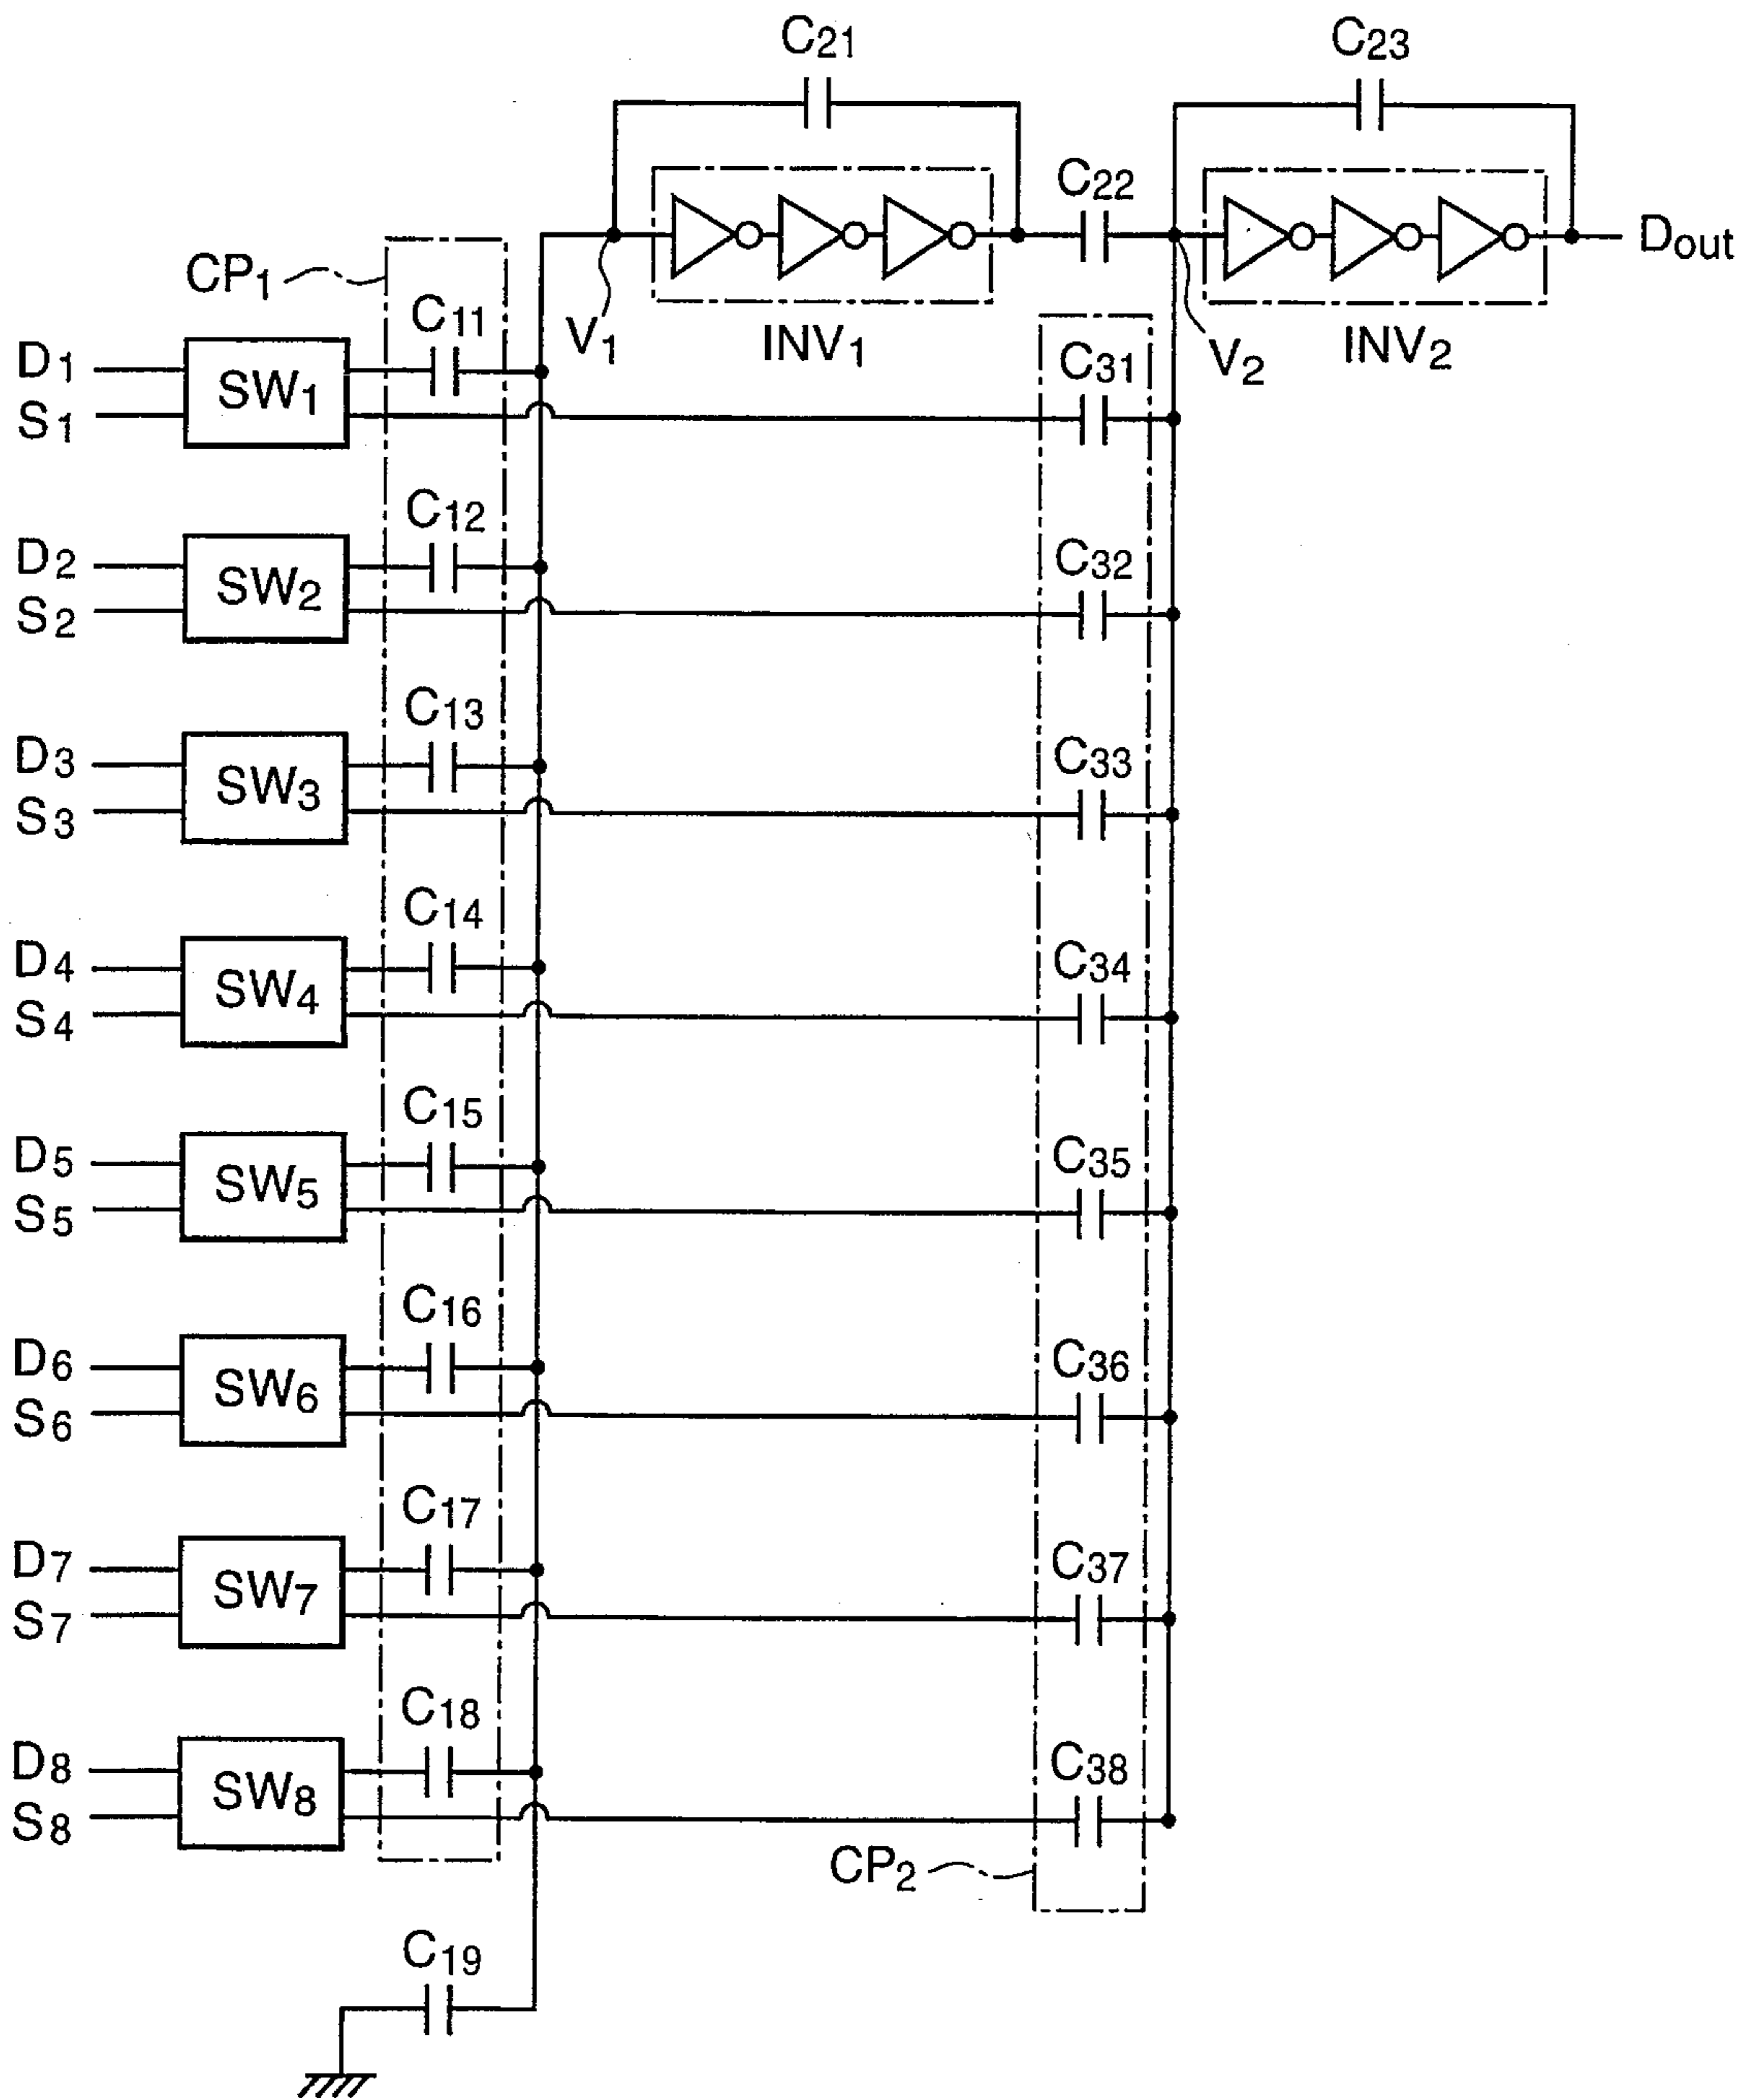 C21 C23
C22
Dout
CP1
C11
V1 INV1 V2 INV2
D1 SW1 C31
S1
C12
D2 SW2 C32
S2
C13
D3 SW3 C33
S3
C14
D4 SW4 C34
S4
C15
D5 SW5 C35
S5
C16
D6 SW6 C36
S6
C17
D7 SW7 C37
S7
C18
D8 SW8 C38
S8
CP2
C19